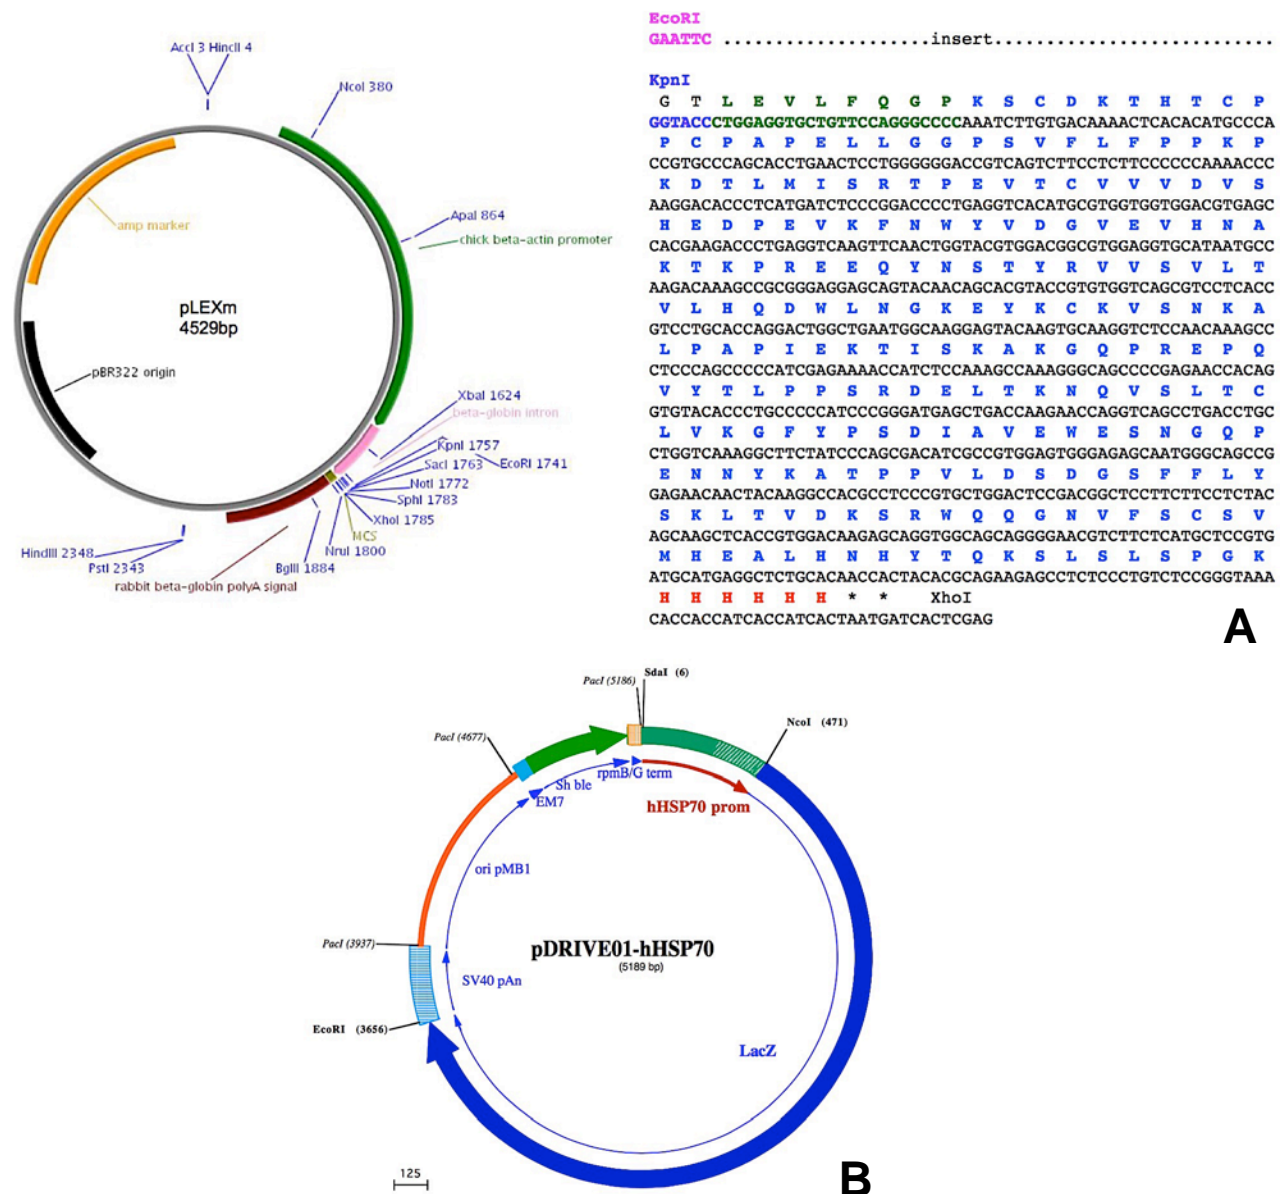 AccI 3 HincII 4
NcoI 380
amp marker
ApaI 864
chick beta-actin promoter
pLEXm
4529bp
pBR322 origin
XbaI 1624
beta-globin intron
KpnI 1757
SacI 1763
EcoRI 1741
NotI 1772
SphI 1783
XhoI 1785
MCS
NruI 1800
HindIII 2348
PstI 2343
BglII 1884
rabbit beta-globin polyA signal
EcoRI
GAATTC ....................insert...........................
KpnI
G T L E V L F Q G P K S C D K T H T C P
GGTACCCTGGAGGTGCTGTTCCAGGGCCCCAAATCTTGTGACAAAACTCACACATGCCCA
P C P A P E L L G G P S V F L F P P K P
CCGTGCCCAGCACCTGAACTCCTGGGGGGACCGTCAGTCTTCCTCTTCCCCCCAAAACCC
K D T L M I S R T P E V T C V V V D V S
AAGGACACCCTCATGATCTCCCGGACCCCTGAGGTCACATGCGTGGTGGTGGACGTGAGC
H E D P E V K F N W Y V D G V E V H N A
CACGAAGACCCTGAGGTCAAGTTCAACTGGTACGTGGACGGCGTGGAGGTGCATAATGCC
K T K P R E E Q Y N S T Y R V V S V L T
AAGACAAAGCCGCGGGAGGAGCAGTACAACAGCACGTACCGTGTGGTCAGCGTCCTCACC
V L H Q D W L N G K E Y K C K V S N K A
GTCCTGCACCAGGACTGGCTGAATGGCAAGGAGTACAAGTGCAAGGTCTCCAACAAAGCC
L P A P I E K T I S K A K G Q P R E P Q
CTCCCAGCCCCCATCGAGAAAACCATCTCCAAAGCCAAAGGGCAGCCCCGAGAACCACAG
V Y T L P P S R D E L T K N Q V S L T C
GTGTACACCCTGCCCCCATCCCGGGATGAGCTGACCAAGAACCAGGTCAGCCTGACCTGC
L V K G F Y P S D I A V E W E S N G Q P
CTGGTCAAAGGCTTCTATCCCAGCGACATCGCCGTGGAGTGGGAGAGCAATGGGCAGCCG
E N N Y K A T P P V L D S D G S F F L Y
GAGAACAACTACAAGGCCACGCCTCCCGTGCTGGACTCCGACGGCTCCTTCTTCCTCTAC
S K L T V D K S R W Q Q G N V F S C S V
AGCAAGCTCACCGTGGACAAGAGCAGGTGGCAGCAGGGGAACGTCTTCTCATGCTCCGTG
M H E A L H N H Y T Q K S L S L S P G K
ATGCATGAGGCTCTGCACAACCACTACACGCAGAAGAGCCTCTCCCTGTCTCCGGGTAAA
H H H H H H * * XhoI
CACCACCATCACCATCACTAATGATCACTCGAG
A
PacI (5186)
SdaI (6)
PacI (4677)
NcoI (471)
Sh ble
rpmB/G term
EM7
hHSP70 prom
ori pMB1
PacI (3937)
pDRIVE01-hHSP70
(5189 bp)
SV40 pAn
EcoRI (3656)
LacZ
125
B